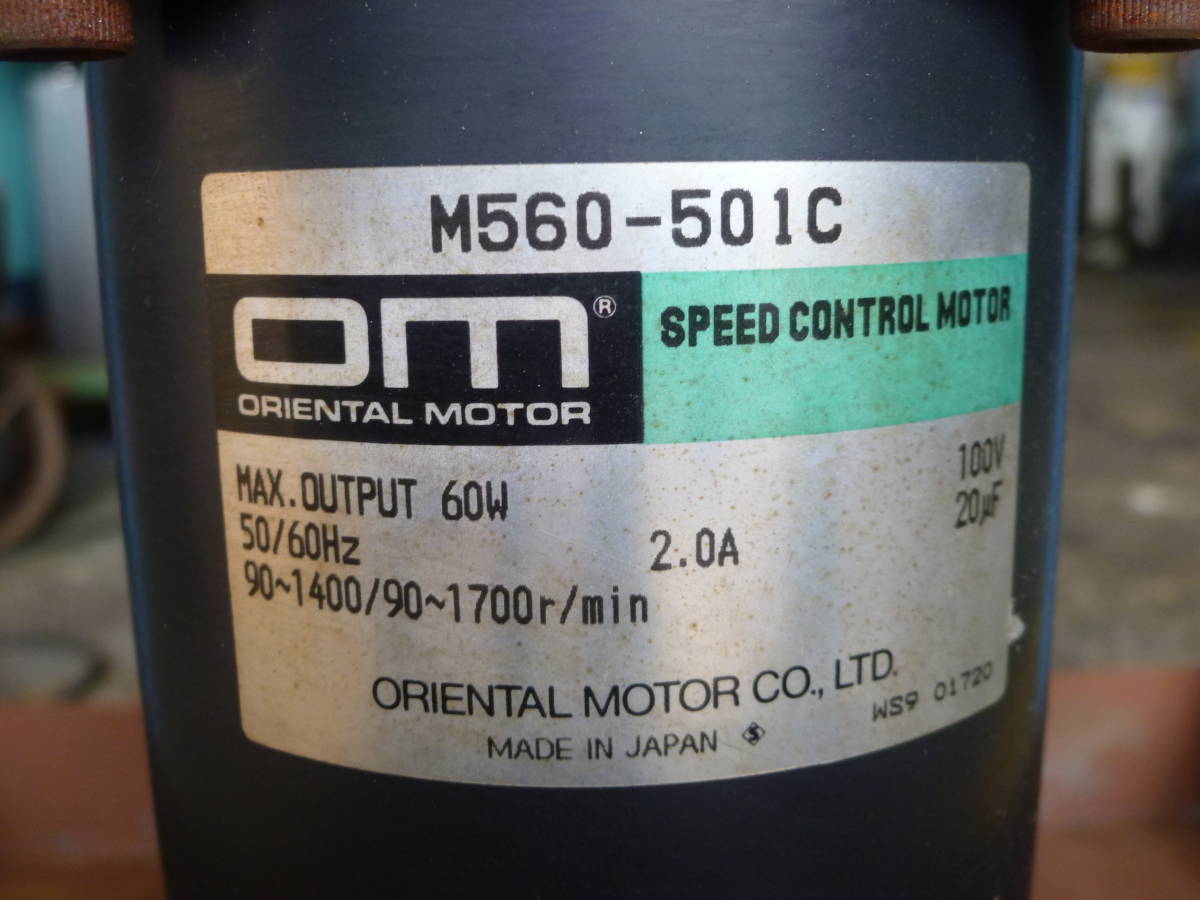 M560-501C
om®
ORIENTAL MOTOR
SPEED CONTROL MOTOR
MAX.OUTPUT 60W 100V
50/60Hz 2.0A 20µF
90~1400/90~1700r/min
ORIENTAL MOTOR CO., LTD.
MADE IN JAPAN S WS9 01720